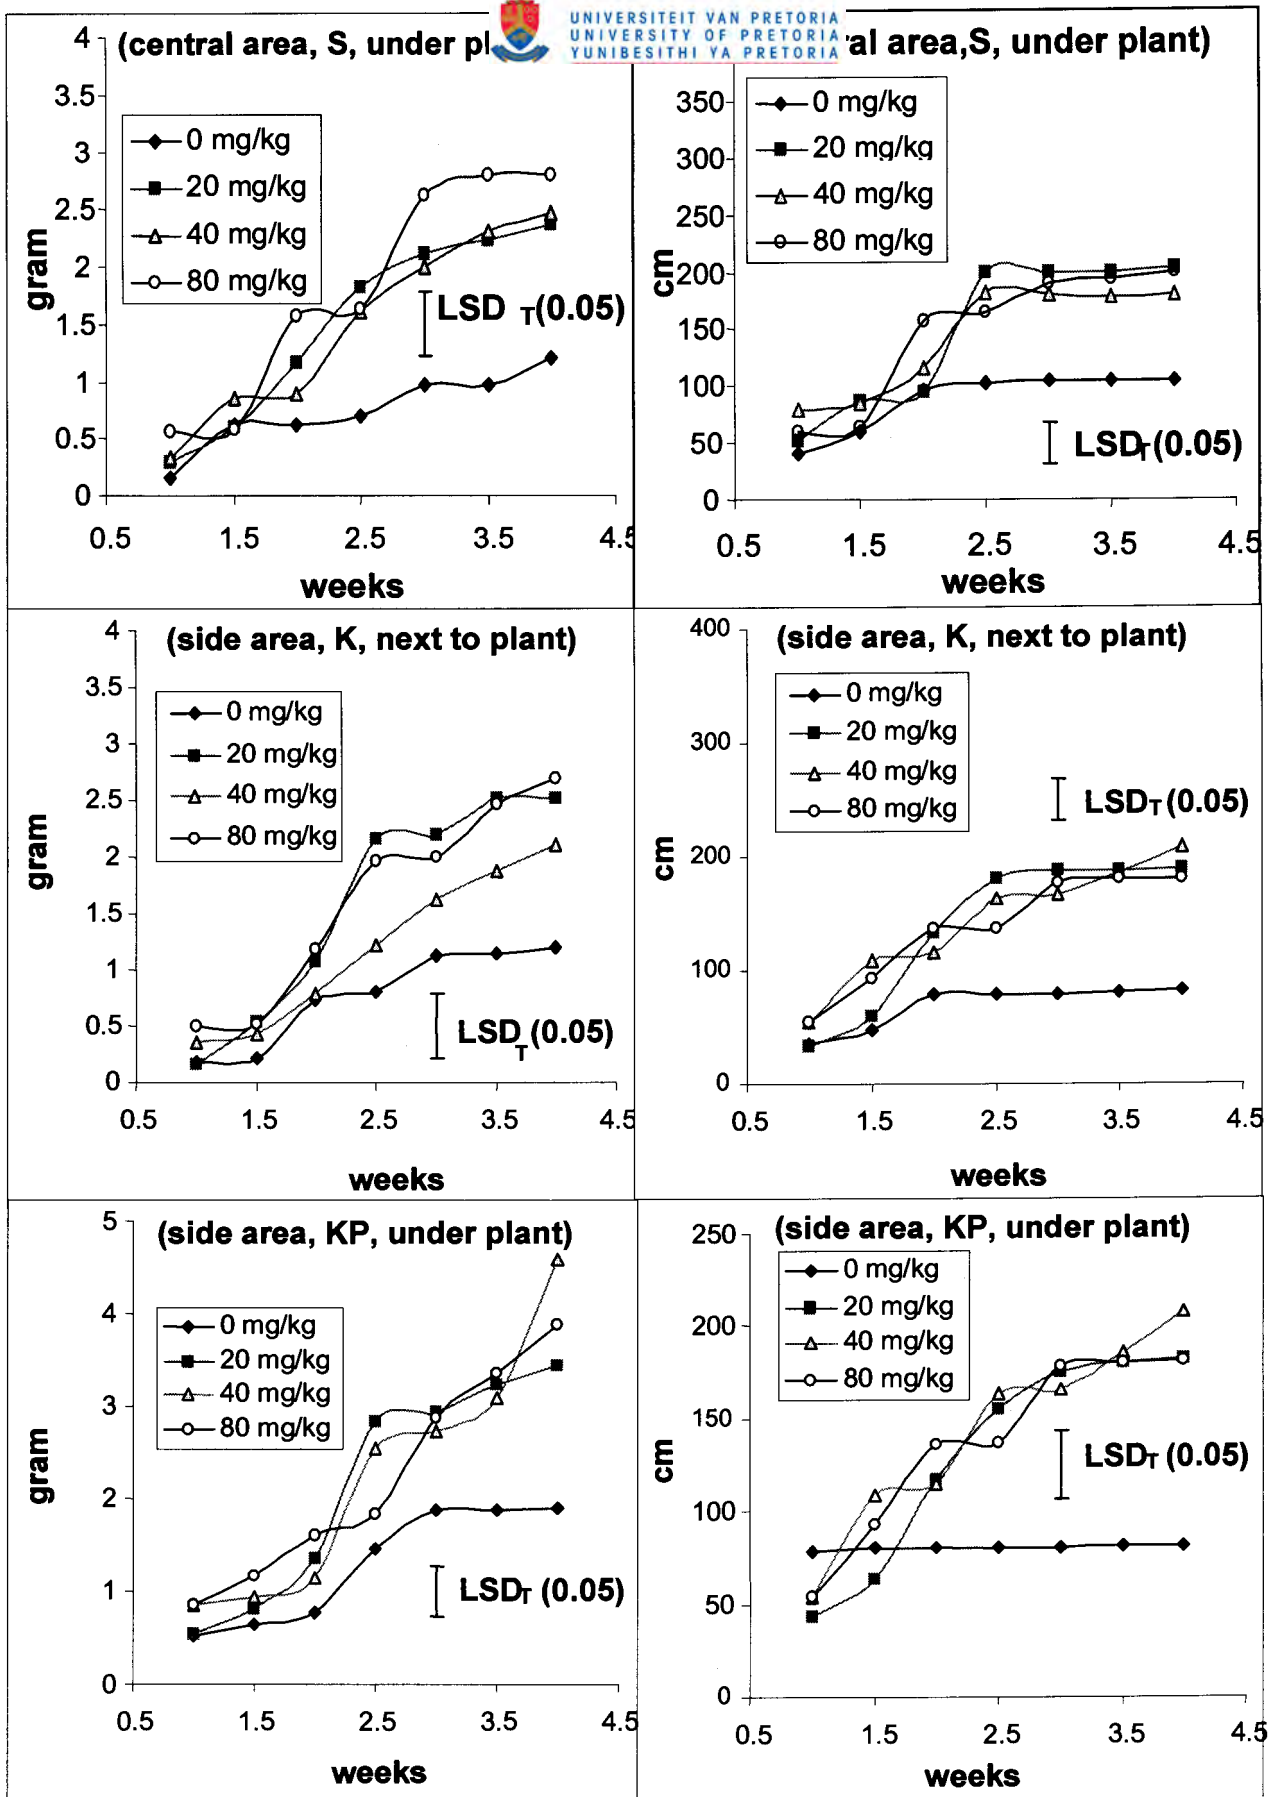 UNIVERSITEIT VAN PRETORIA
UNIVERSITY OF PRETORIA
YUNIBESITHI YA PRETORIA
(central area, S, under pl
4
3.5
3
2.5
2
1.5
1
0.5
0
gram
0 mg/kg
20 mg/kg
40 mg/kg
80 mg/kg
LSD T(0.05)
0.5 1.5 2.5 3.5 4.5
weeks
ral area,S, under plant)
350
300
250
200
150
100
50
0
cm
0 mg/kg
20 mg/kg
40 mg/kg
80 mg/kg
LSDT(0.05)
0.5 1.5 2.5 3.5 4.5
weeks
(side area, K, next to plant)
4
3.5
3
2.5
2
1.5
1
0.5
0
gram
0 mg/kg
20 mg/kg
40 mg/kg
80 mg/kg
LSDT(0.05)
0.5 1.5 2.5 3.5 4.5
weeks
(side area, K, next to plant)
400
300
200
100
0
cm
0 mg/kg
20 mg/kg
40 mg/kg
80 mg/kg
LSDT(0.05)
0.5 1.5 2.5 3.5 4.5
weeks
(side area, KP, under plant)
5
4
3
2
1
0
gram
0 mg/kg
20 mg/kg
40 mg/kg
80 mg/kg
LSDT (0.05)
0.5 1.5 2.5 3.5 4.5
weeks
(side area, KP, under plant)
250
200
150
100
50
0
cm
0 mg/kg
20 mg/kg
40 mg/kg
80 mg/kg
LSDT (0.05)
0.5 1.5 2.5 3.5 4.5
weeks